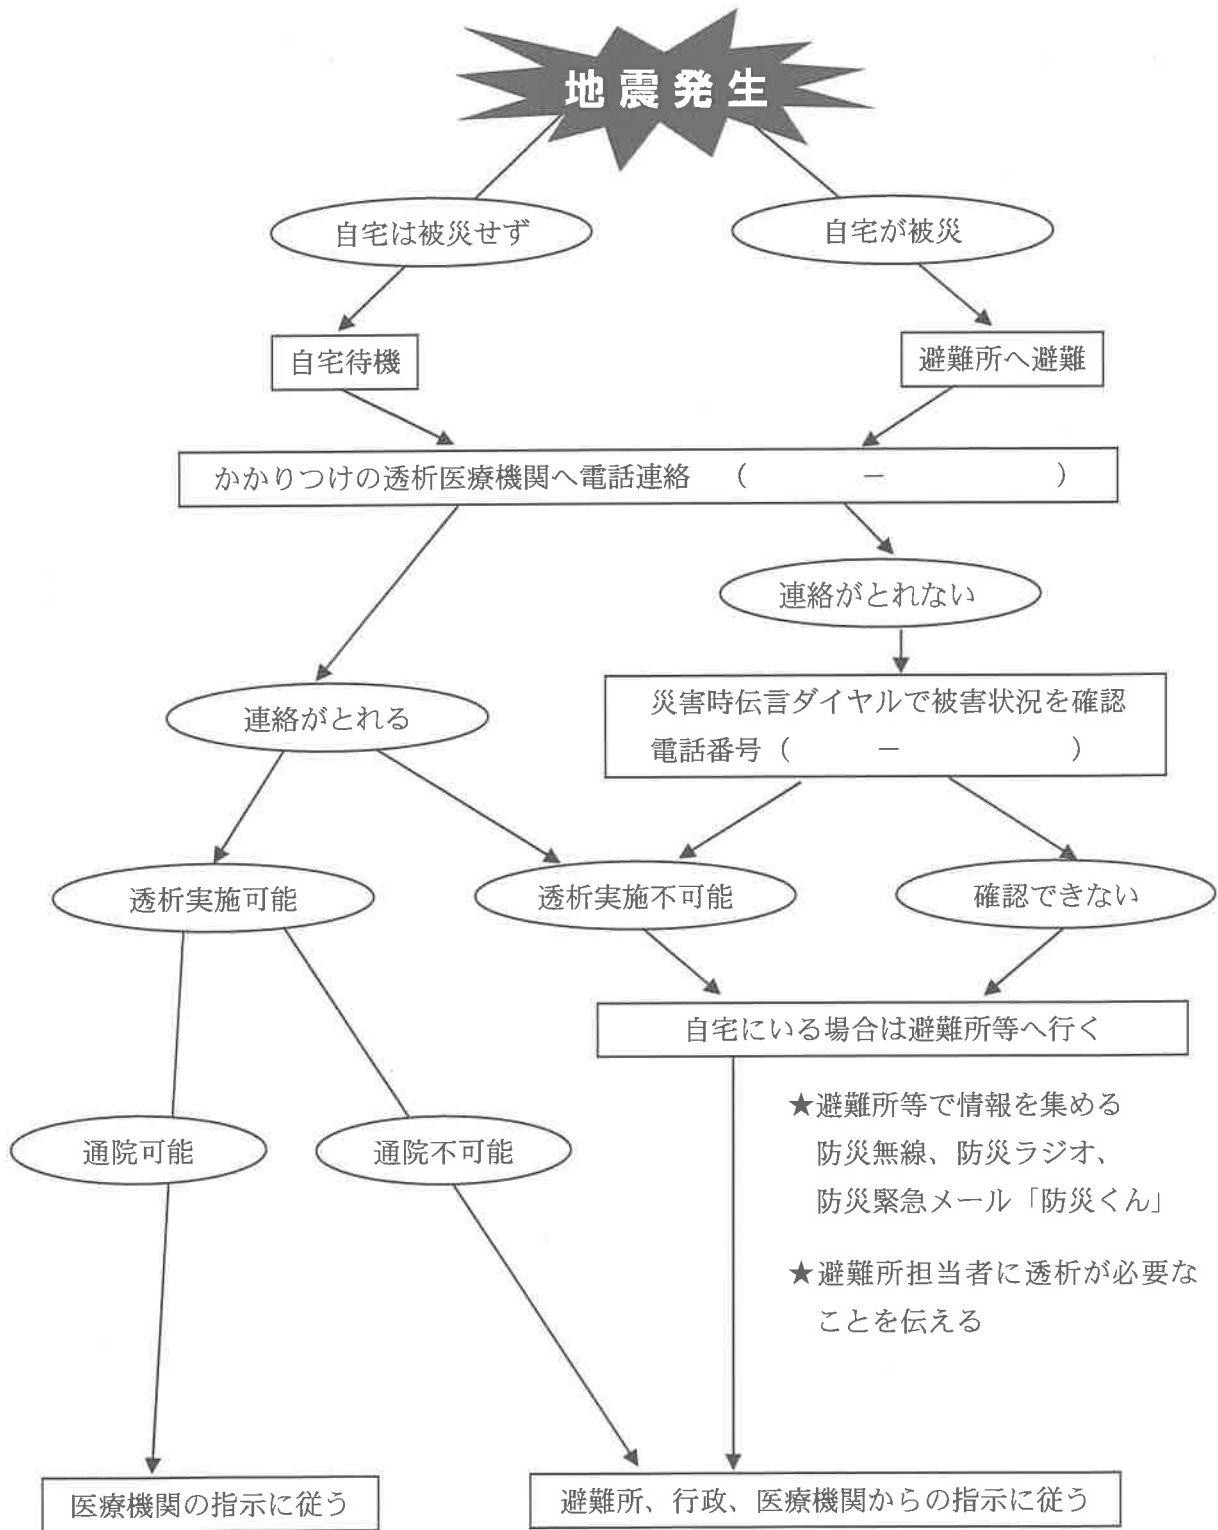 地震発生
自宅は被災せず
自宅が被災
自宅待機
避難所へ避難
かかりつけの透析医療機関へ電話連絡　（　　　　－　　　　　　）
連絡がとれない
連絡がとれる
災害時伝言ダイヤルで被害状況を確認
電話番号（　　　　－　　　　　　）
透析実施可能
透析実施不可能
確認できない
自宅にいる場合は避難所等へ行く
★避難所等で情報を集める
防災無線、防災ラジオ、
防災緊急メール「防災くん」
通院可能
通院不可能
★避難所担当者に透析が必要な
ことを伝える
医療機関の指示に従う
避難所、行政、医療機関からの指示に従う